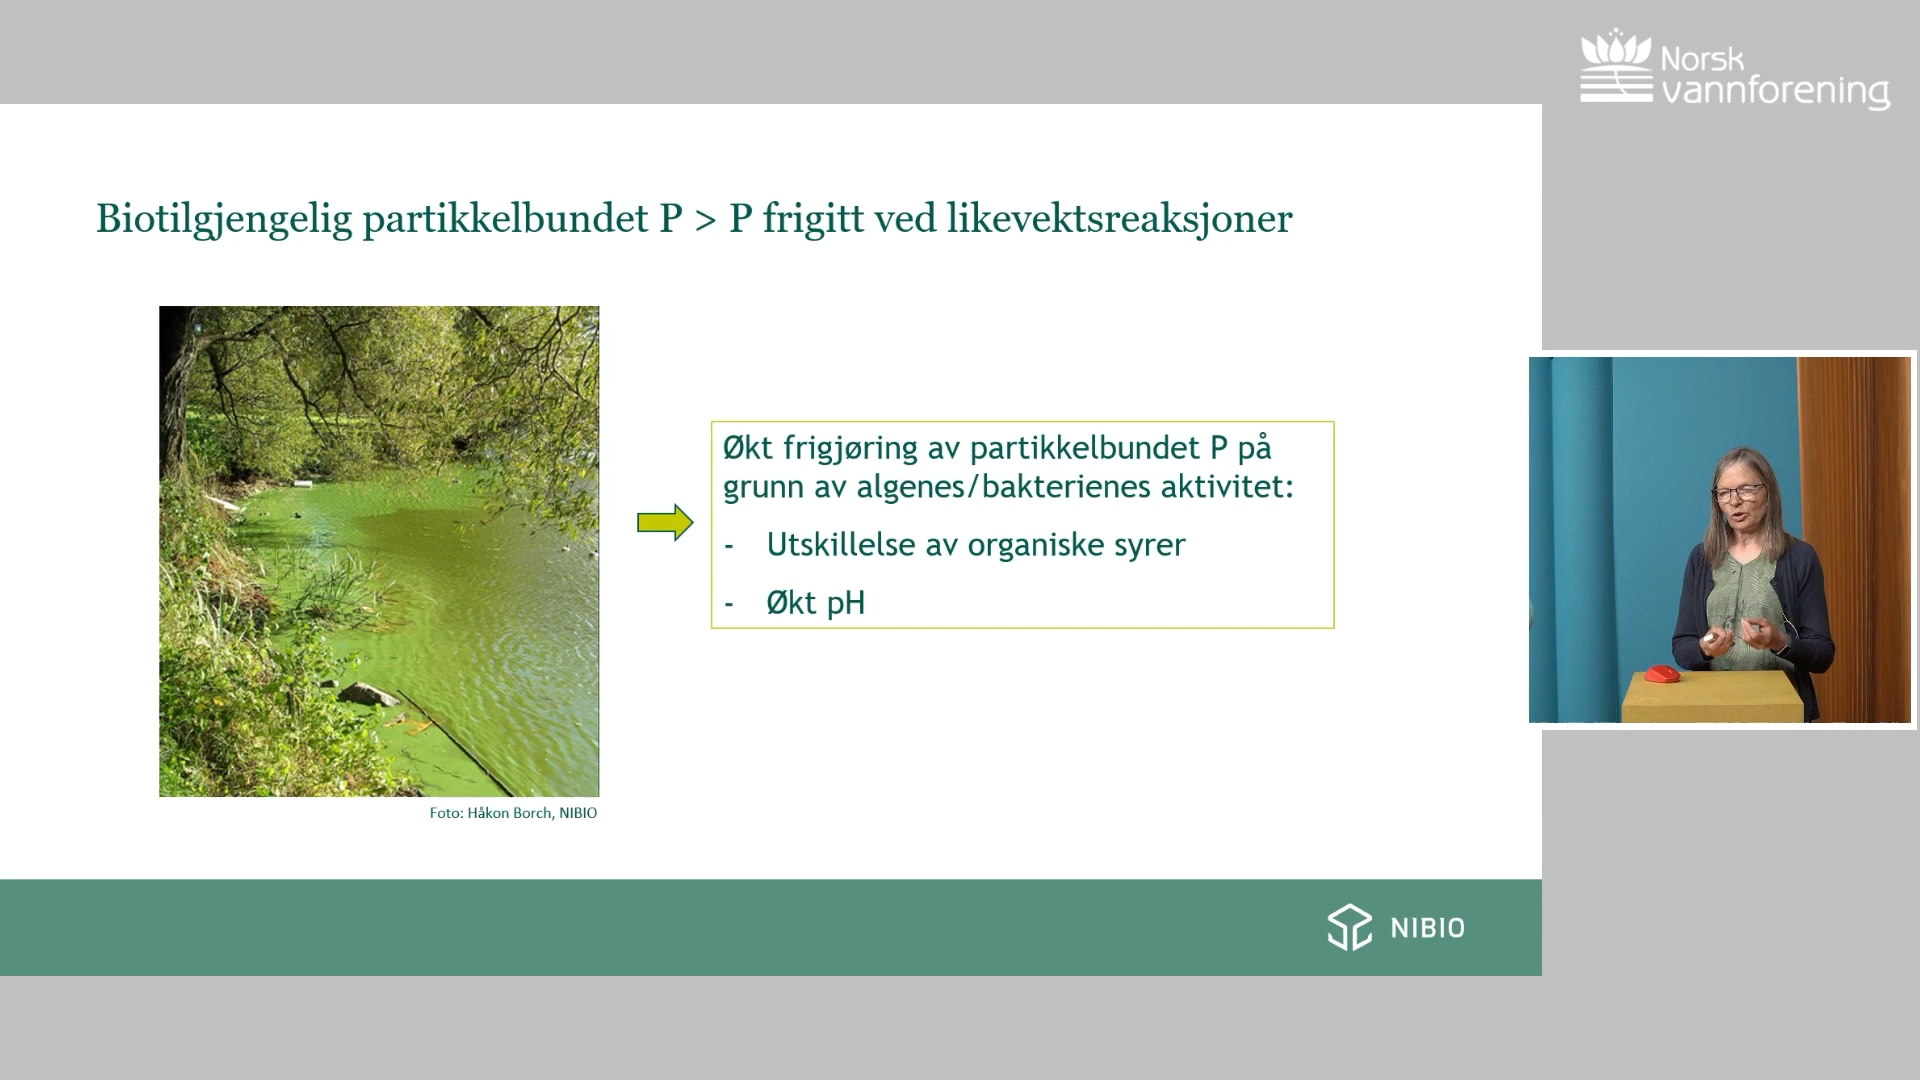 Norsk
vannforening
Biotilgjengelig partikkelbundet P > P frigitt ved likevektsreaksjoner
Økt frigjøring av partikkelbundet P på
grunn av algenes/bakterienes aktivitet:
- Utskillelse av organiske syrer
- Økt pH
Foto: Håkon Borch, NIBIO
NIBIO